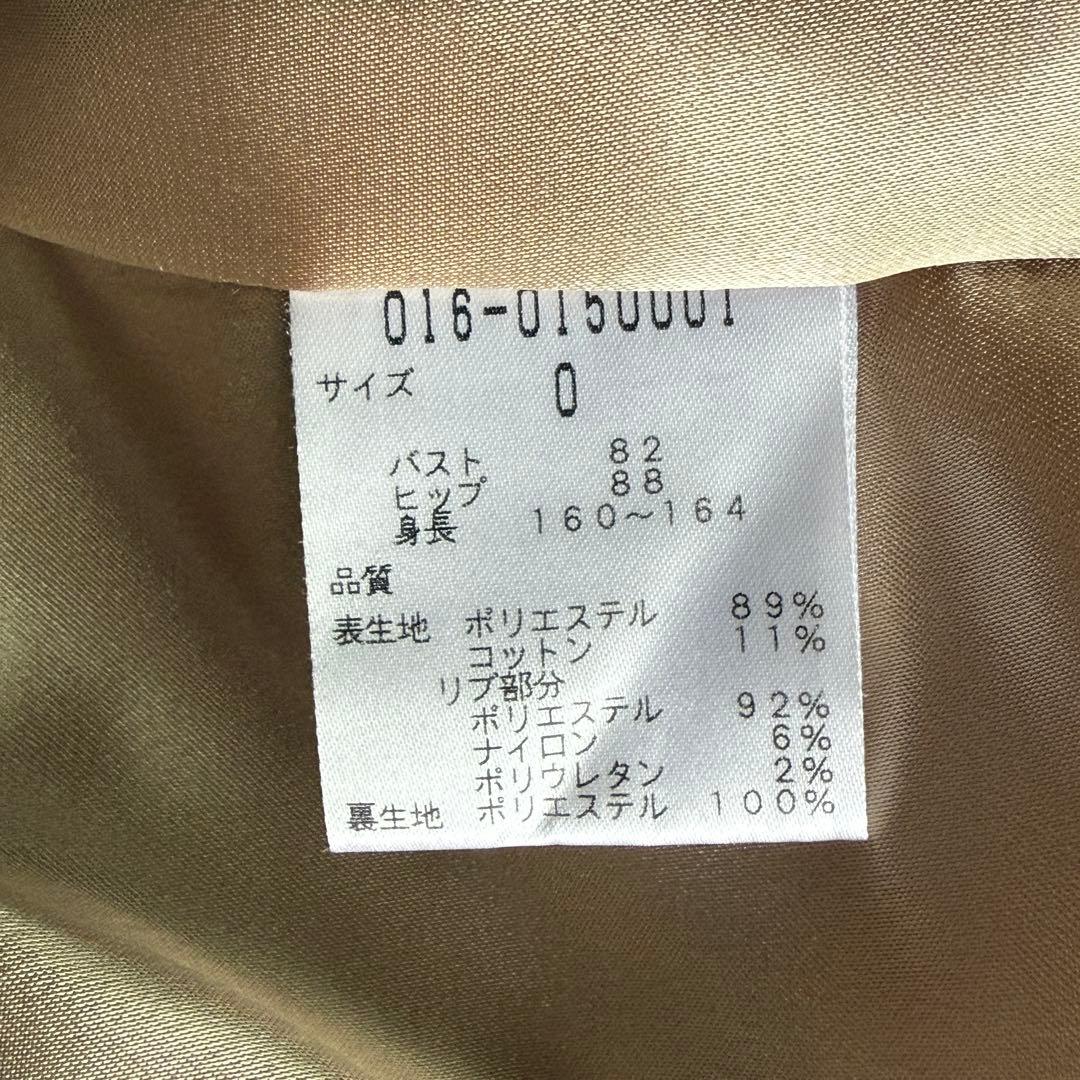 016-0150001
サイズ 0
バスト 82
ヒップ 88
身長 160～164
品質
表生地 ポリエステル 89%
コットン 11%
リブ部分
ポリエステル 92%
ナイロン 6%
ポリウレタン 2%
裏生地 ポリエステル 100%